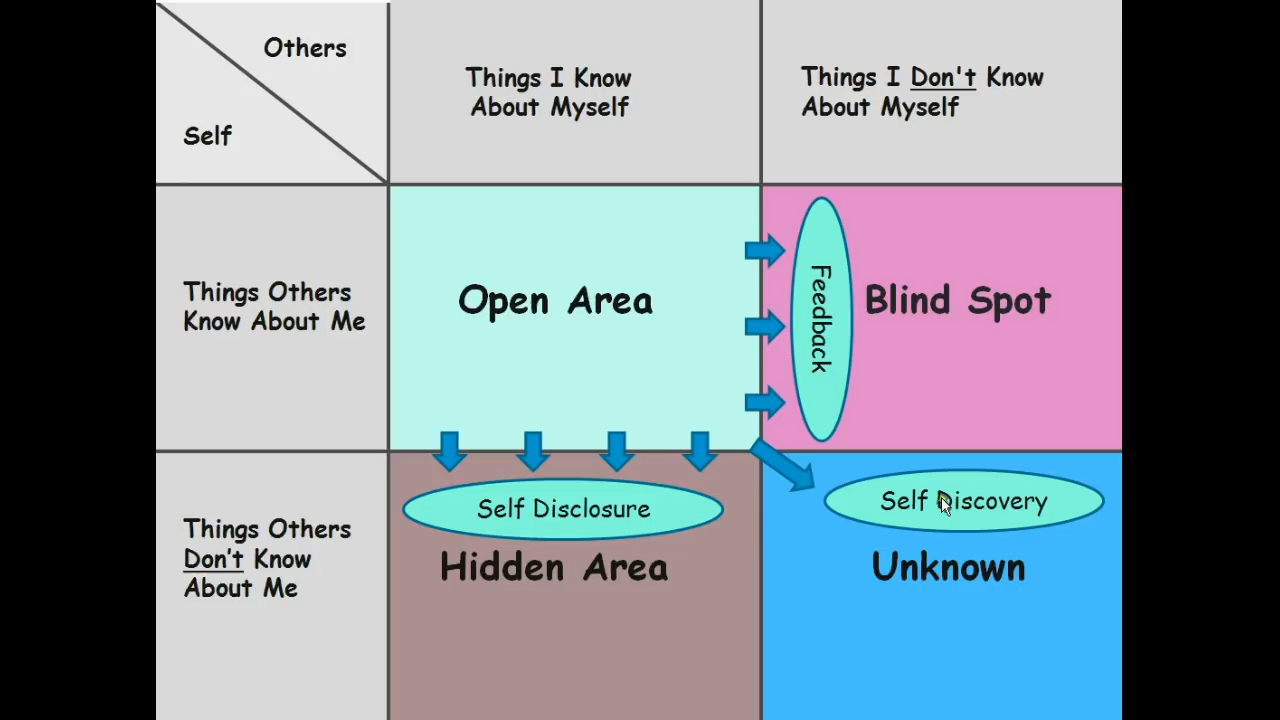 Others
Self
Things I Know
About Myself
Things I Don't Know
About Myself
Things Others
Know About Me
Open Area
Feedback
Blind Spot
Things Others
Don't Know
About Me
Self Disclosure
Hidden Area
Self Discovery
Unknown